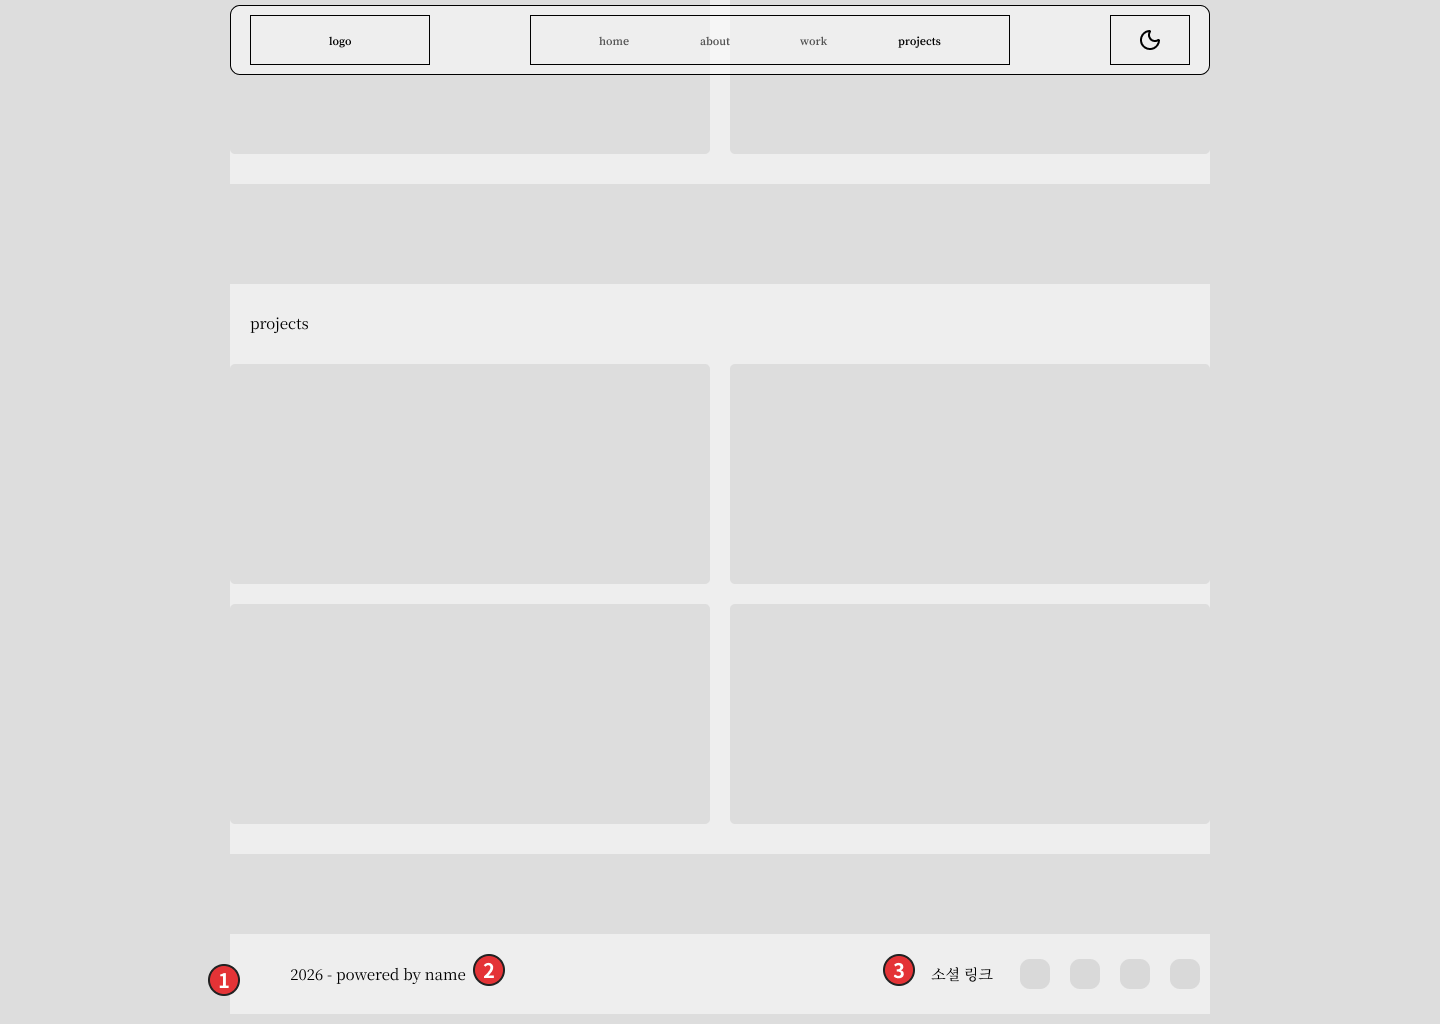 logo
home about work projects
projects
1 2026 - powered by name 2 3 소셜 링크